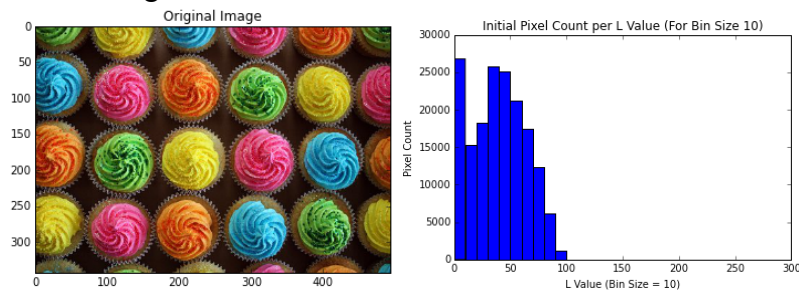 Original Image
0
50
100
150
200
250
300
0 100 200 300 400
Initial Pixel Count per L Value (For Bin Size 10)
Pixel Count
30000
25000
20000
15000
10000
5000
0
0 50 100 150 200 250 300
L Value (Bin Size = 10)